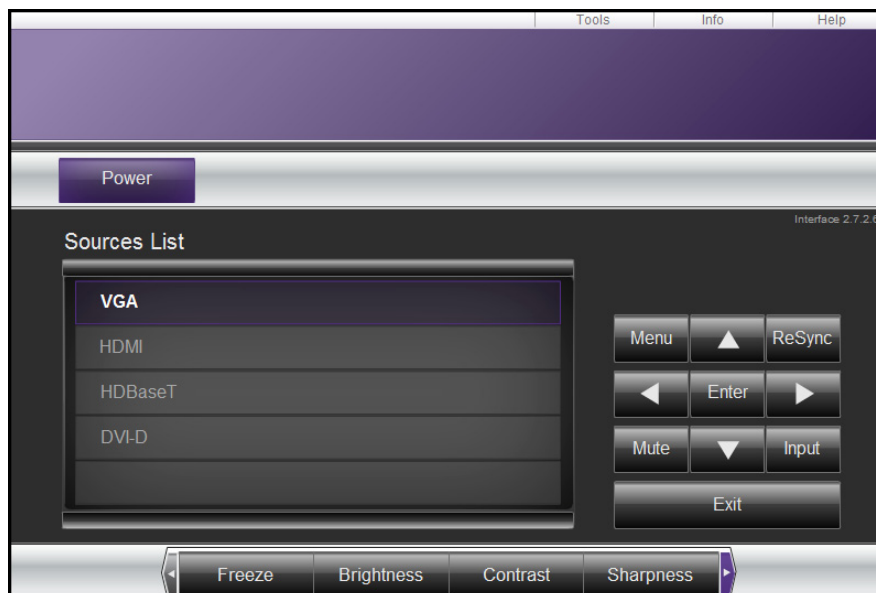 Tools Info Help
Power
Interface 2.7.2.6
Sources List
VGA
HDMI
HDBaseT
DVI-D
Menu ReSync
Enter
Mute Input
Exit
Freeze Brightness Contrast Sharpness